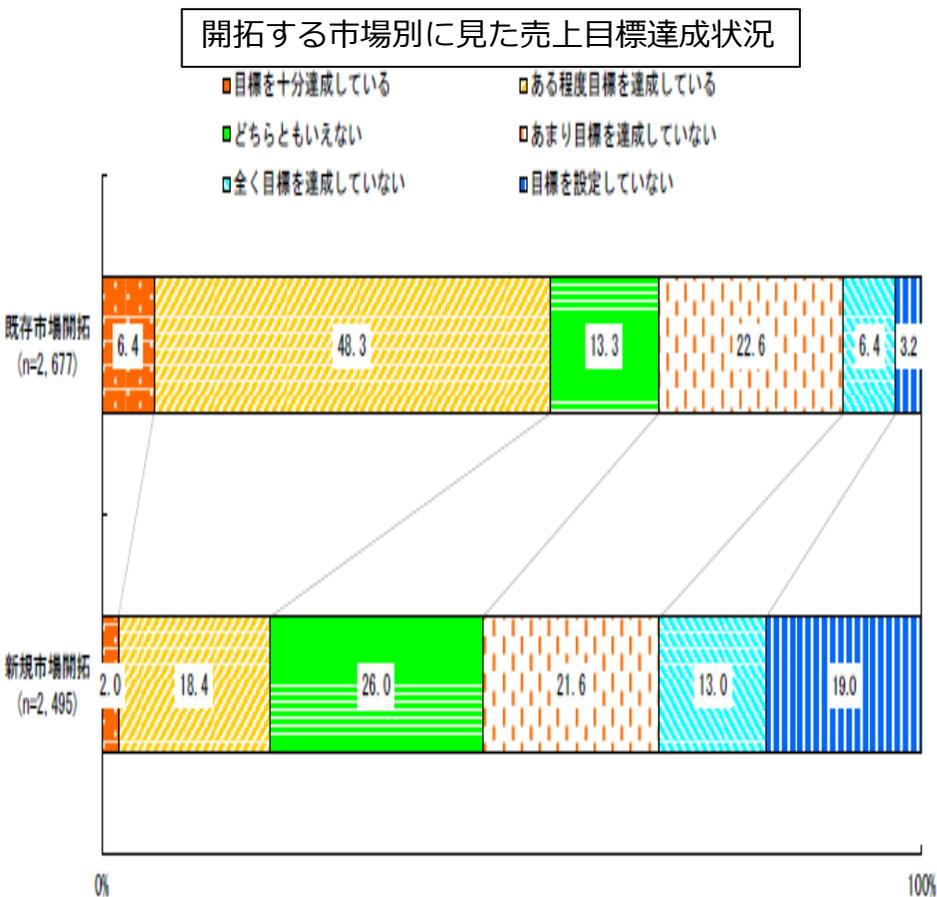 開拓する市場別に見た売上目標達成状況
目標を十分達成している
ある程度目標を達成している
どちらともいえない
あまり目標を達成していない
全く目標を達成していない
目標を設定していない
既存市場開拓
(n=2,677)
6.4
48.3
13.3
22.6
6.4
3.2
新規市場開拓
(n=2,495)
2.0
18.4
26.0
21.6
13.0
19.0
0%
100%